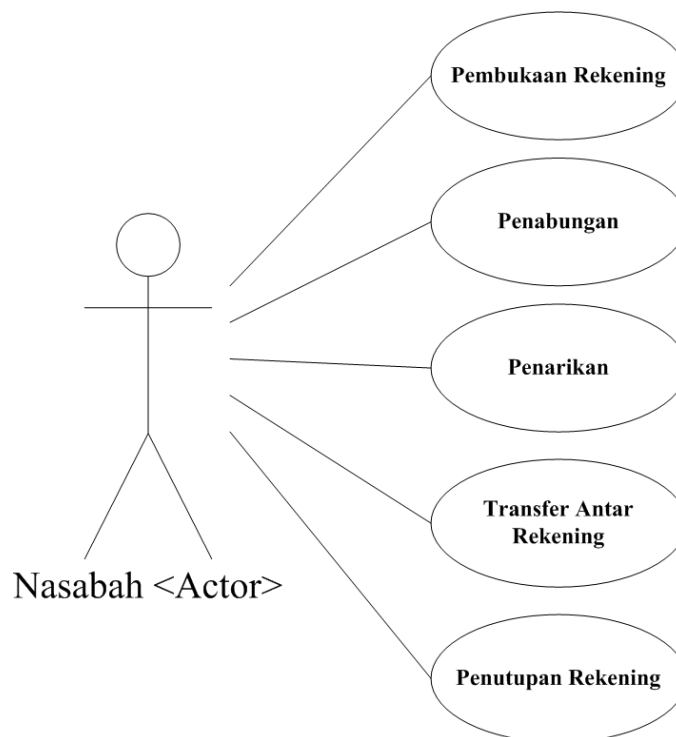 Pembukaan Rekening
Penabungan
Penarikan
Transfer Antar
Rekening
Nasabah <Actor>
Penutupan Rekening